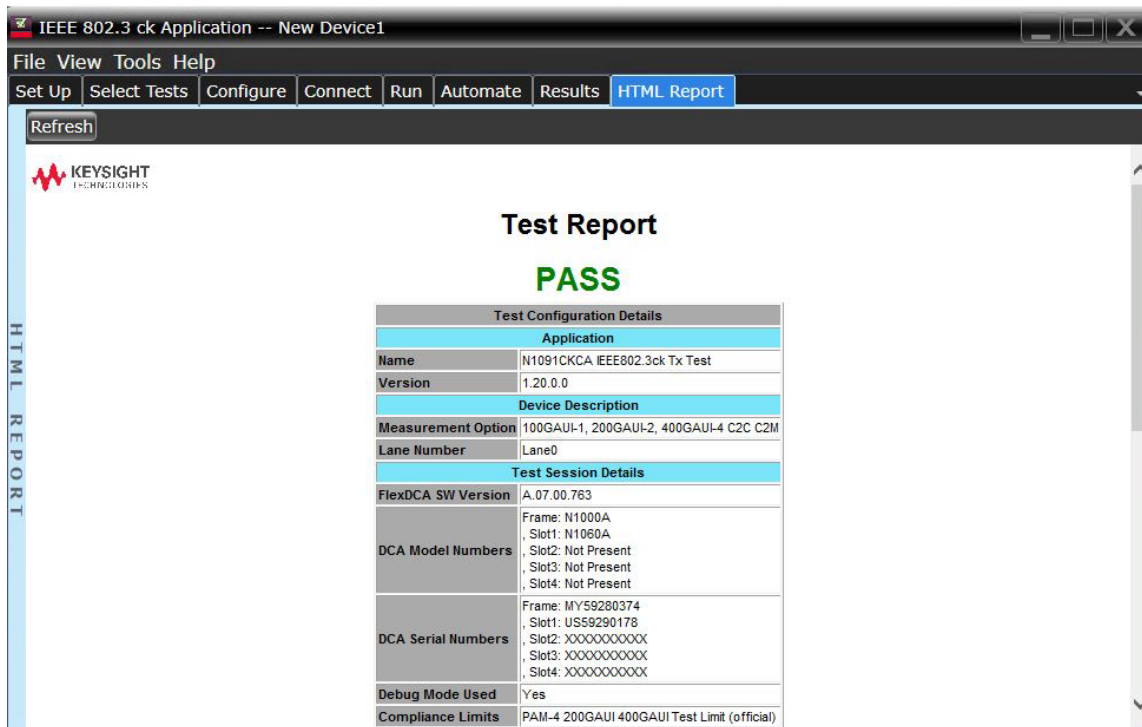 IEEE 802.3 ck Application -- New Device1
File View Tools Help
Set Up Select Tests Configure Connect Run Automate Results HTML Report
Refresh
KEYSIGHT
TECHNOLOGIES
HTML REPORT
Test Report
PASS
Test Configuration Details
Application
Name N1091CKCA IEEE802.3ck Tx Test
Version 1.20.0.0
Device Description
Measurement Option 100GAUI-1, 200GAUI-2, 400GAUI-4 C2C C2M
Lane Number Lane0
Test Session Details
FlexDCA SW Version A.07.00.763
DCA Model Numbers
Frame: N1000A
, Slot1: N1060A
, Slot2: Not Present
, Slot3: Not Present
, Slot4: Not Present
DCA Serial Numbers
Frame: MY59280374
, Slot1: US59290178
, Slot2: XXXXXXXXXX
, Slot3: XXXXXXXXXX
, Slot4: XXXXXXXXXX
Debug Mode Used Yes
Compliance Limits PAM-4 200GAUI 400GAUI Test Limit (official)